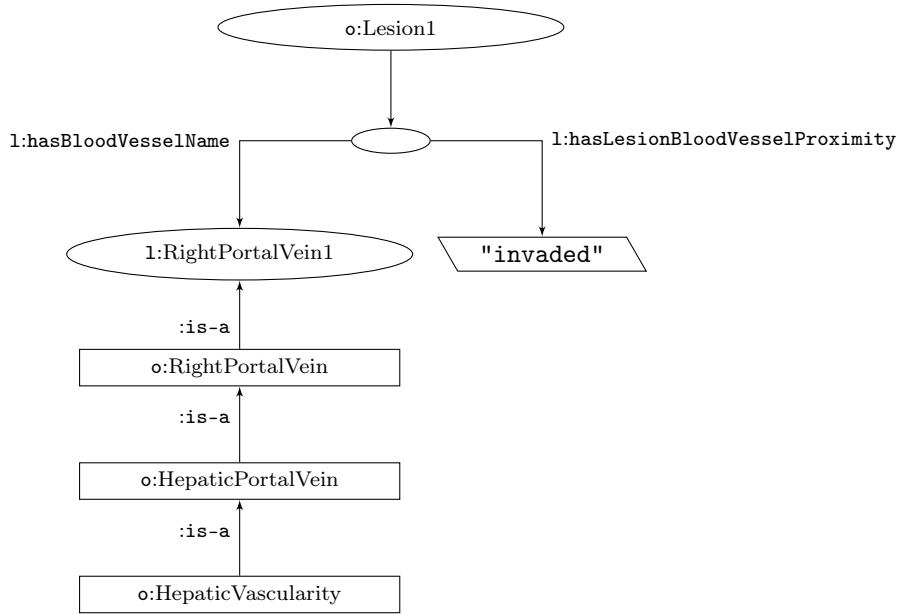 o:Lesion1
l:hasBloodVesselName
l:hasLesionBloodVesselProximity
l:RightPortalVein1
"invaded"
:is-a
o:RightPortalVein
:is-a
o:HepaticPortalVein
:is-a
o:HepaticVascularity